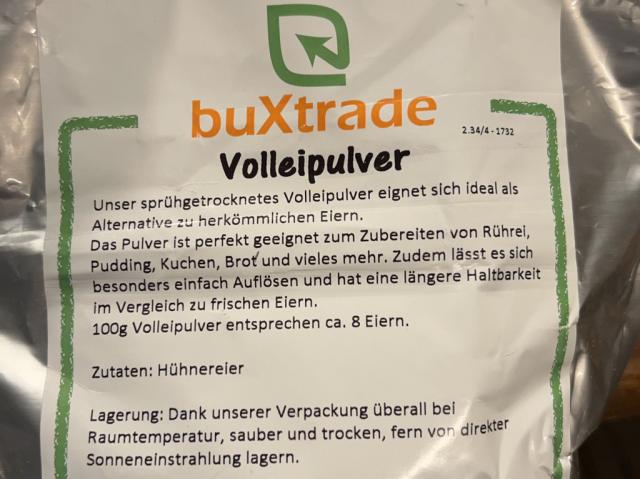 buXtrade
2.34/4 - 1732
Volleipulver
Unser sprühgetrocknetes Volleipulver eignet sich ideal als
Alternative zu herkömmlichen Eiern.
Das Pulver ist perfekt geeignet zum Zubereiten von Rührei,
Pudding, Kuchen, Brot und vieles mehr. Zudem lässt es sich
besonders einfach Auflösen und hat eine längere Haltbarkeit
im Vergleich zu frischen Eiern.
100g Volleipulver entsprechen ca. 8 Eiern.
Zutaten: Hühnereier
Lagerung: Dank unserer Verpackung überall bei
Raumtemperatur, sauber und trocken, fern von direkter
Sonneneinstrahlung lagern.